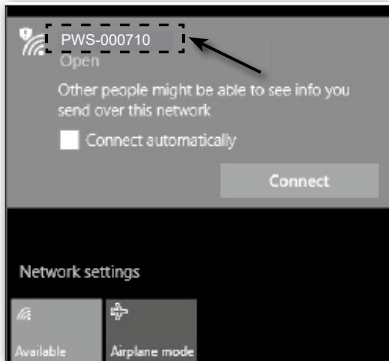 PWS-000710
Open
Other people might be able to see info you
send over this network
Connect automatically
Connect
Network settings
Available
Airplane mode